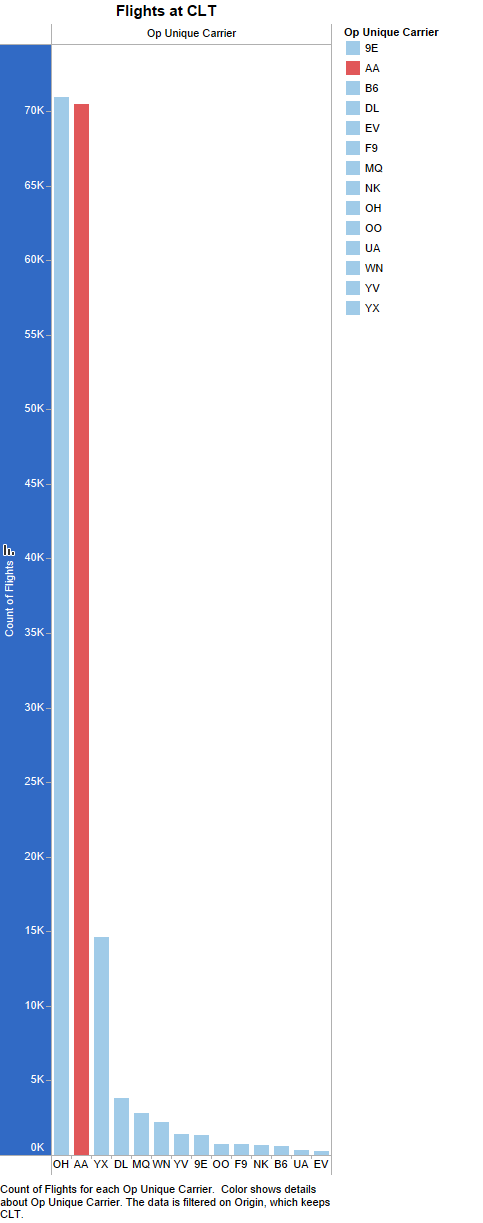 Flights at CLT
Op Unique Carrier
Op Unique Carrier
9E
AA
B6
DL
EV
F9
MQ
NK
OH
OO
UA
WN
YV
YX
Count of Flights
70K
65K
60K
55K
50K
45K
40K
35K
30K
25K
20K
15K
10K
5K
0K
OH AA YX DL MQ WN YV 9E OO F9 NK B6 UA EV
Count of Flights for each Op Unique Carrier. Color shows details
about Op Unique Carrier. The data is filtered on Origin, which keeps
CLT.